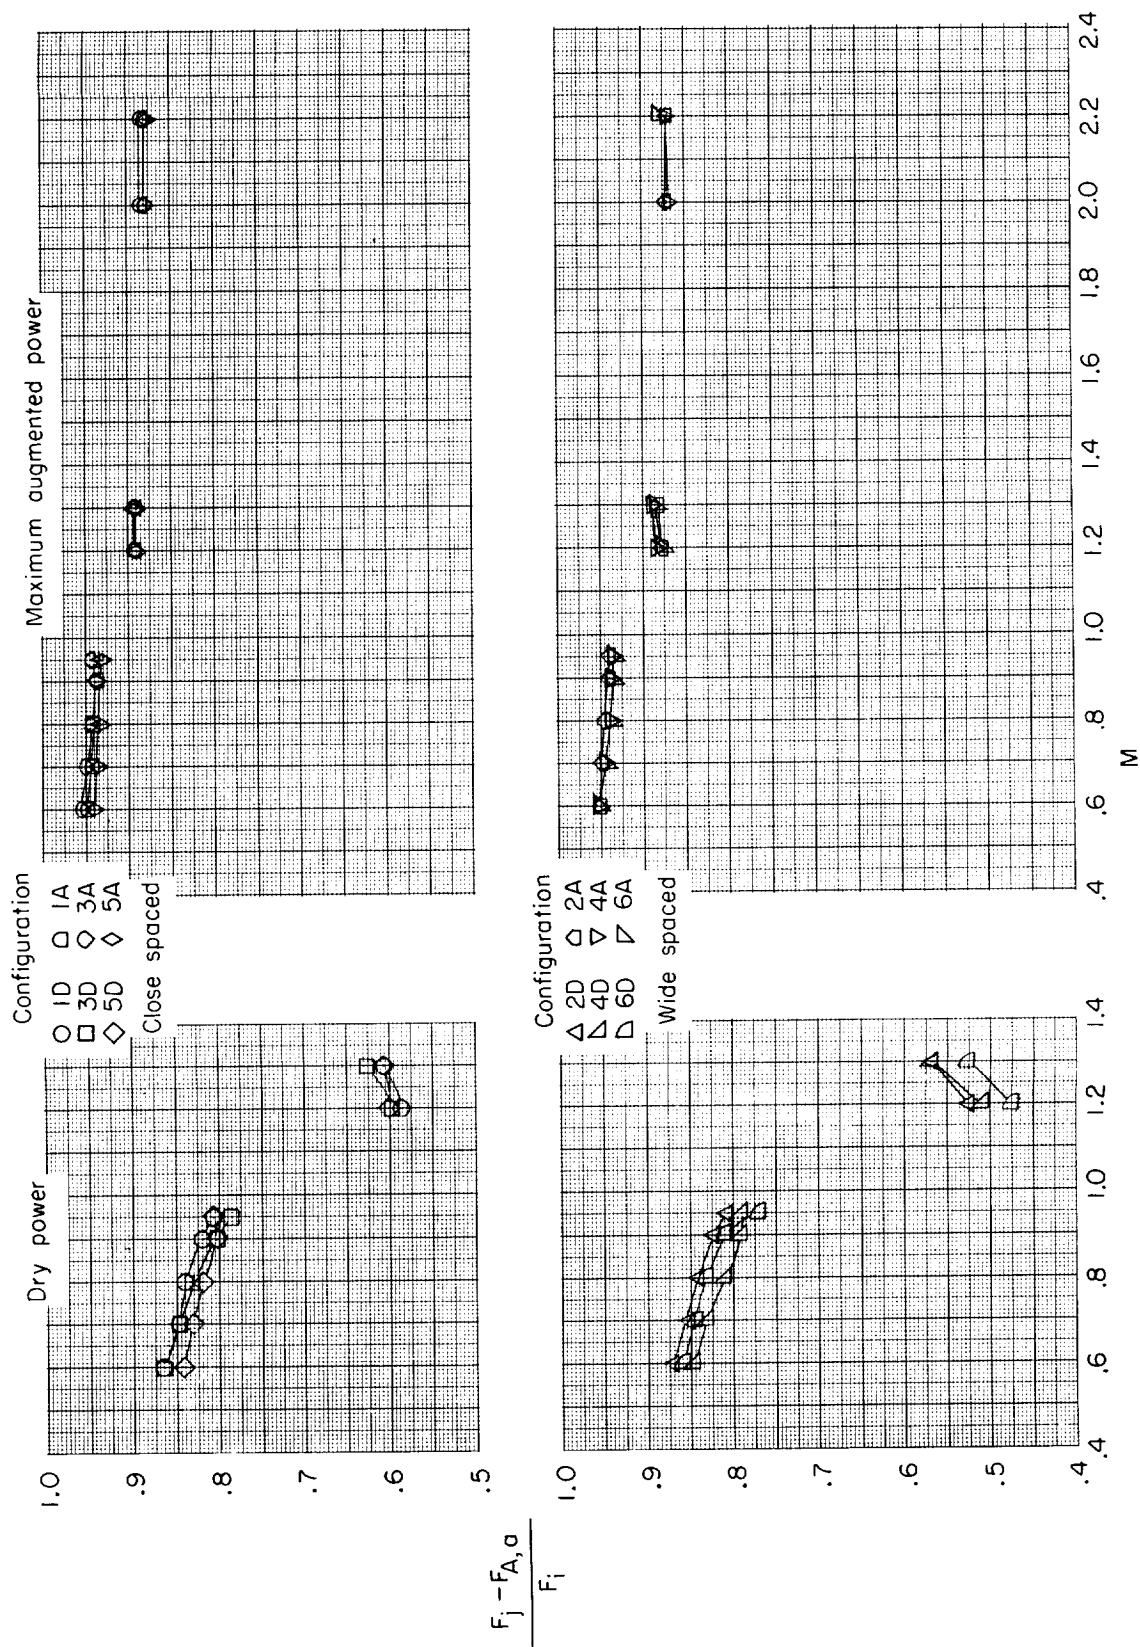 Dry power
Configuration
1D 1A
3D 3A
5D 5A
Close spaced
Maximum augmented power
1.0
.9
.8
.7
.6
.5
Fj − FA,a
Fi
Configuration
2D 2A
4D 4A
6D 6A
Wide spaced
1.0
.9
.8
.7
.6
.5
.4
.4 .6 .8 1.0 1.2 1.4
.4 .6 .8 1.0 1.2 1.4 1.6 1.8 2.0 2.2 2.4
M